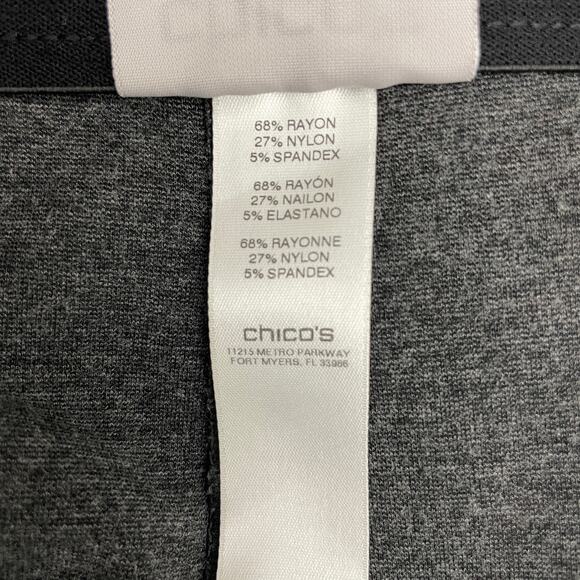 68% RAYON
27% NYLON
5% SPANDEX
68% RAYÓN
27% NAILON
5% ELASTANO
68% RAYONNE
27% NYLON
5% SPANDEX
chico's
11215 METRO PARKWAY
FORT MYERS, FL 33966